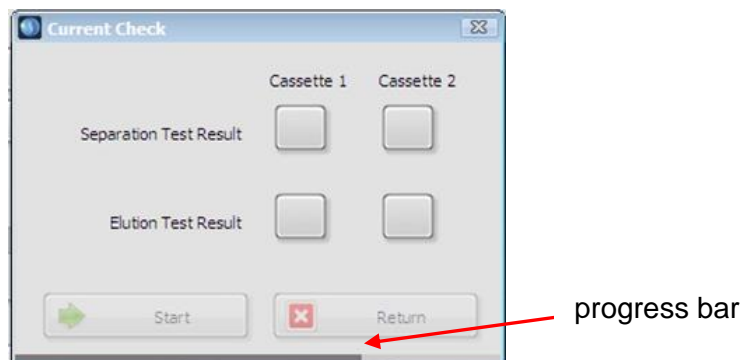 Current Check
Cassette 1 Cassette 2
Separation Test Result
Elution Test Result
Start Return
progress bar